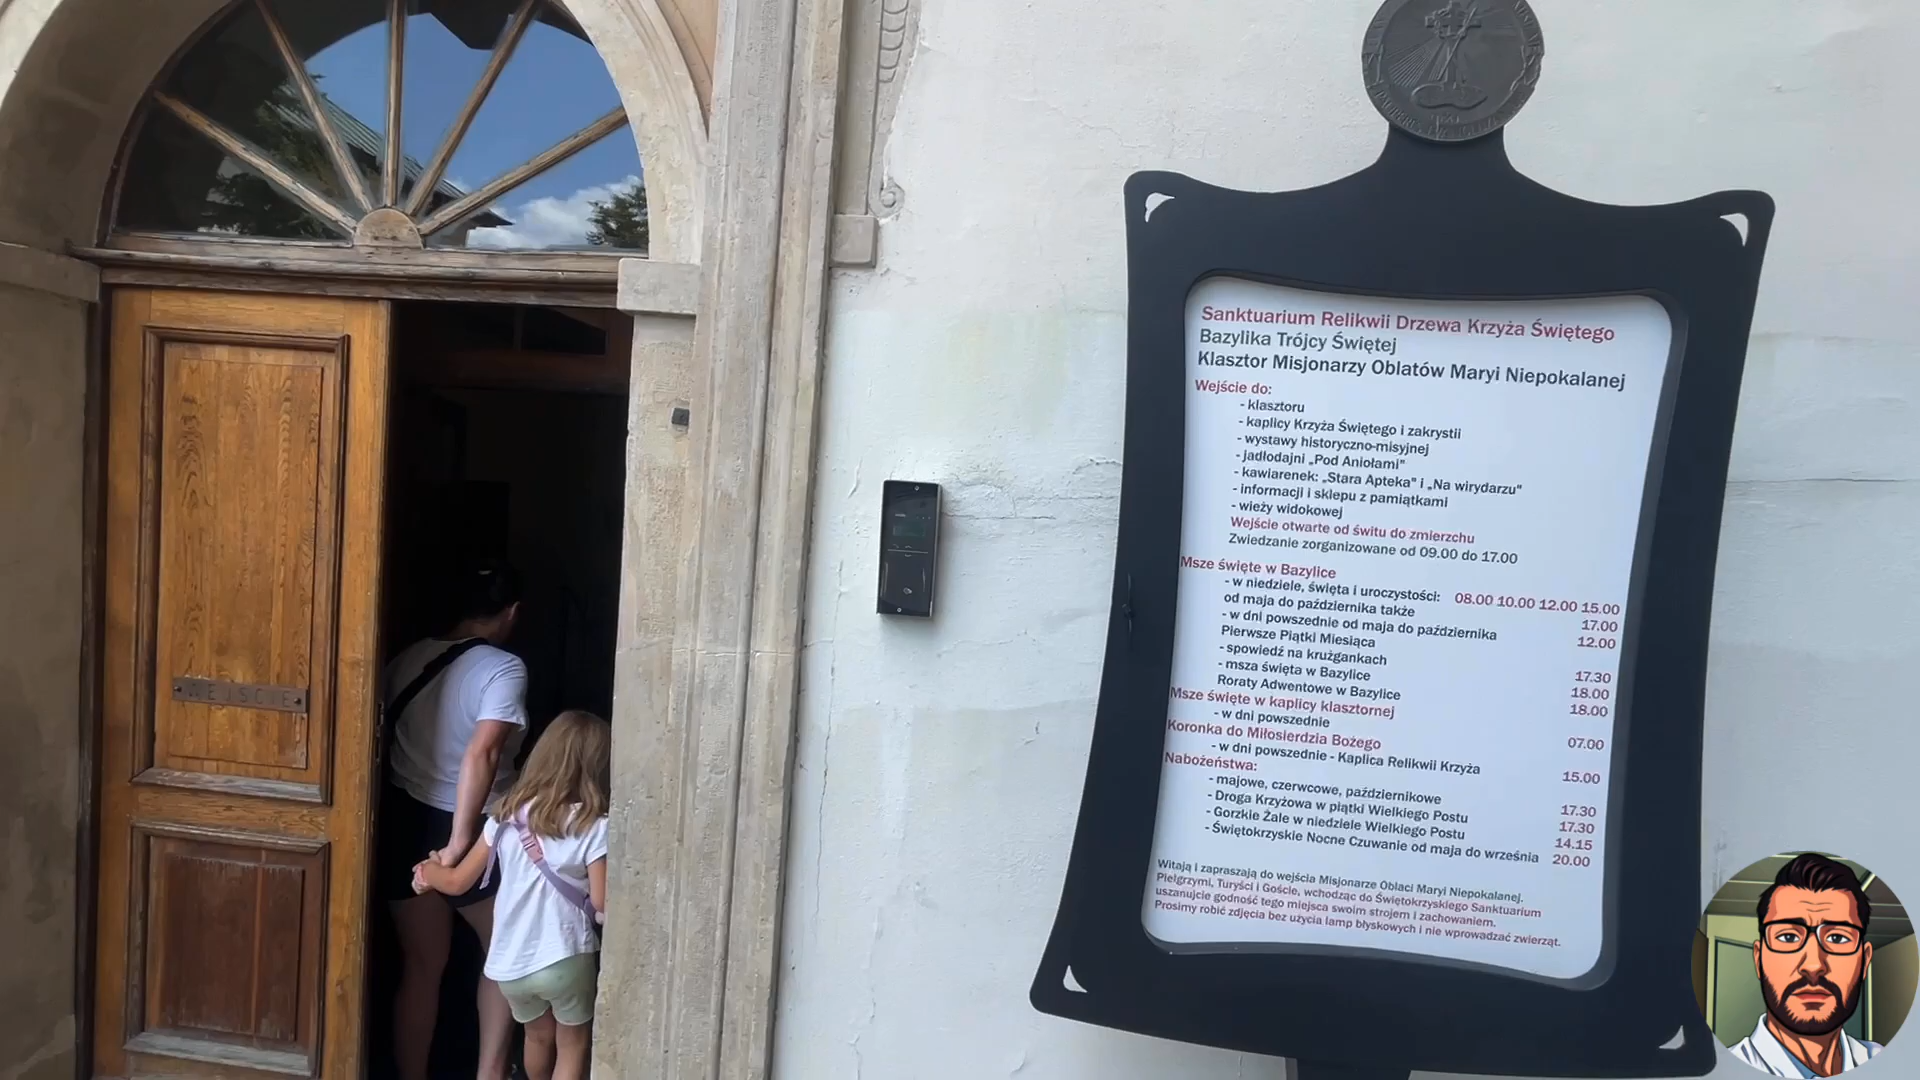 WEJŚCIE
Sanktuarium Relikwii Drzewa Krzyża Świętego
Bazylika Trójcy Świętej
Klasztor Misjonarzy Oblatów Maryi Niepokalanej
Wejście do:
- klasztoru
- kaplicy Krzyża Świętego i zakrystii
- wystawy historyczno-misyjnej
- jadłodajni „Pod Aniołami"
- kawiarenek: „Stara Apteka" i „Na wirydarzu"
- informacji i sklepu z pamiątkami
- wieży widokowej
Wejście otwarte od świtu do zmierzchu
Zwiedzanie zorganizowane od 09.00 do 17.00
Msze święte w Bazylice
- w niedziele, święta i uroczystości: 08.00 10.00 12.00 15.00
od maja do października także 17.00
- w dni powszednie od maja do października 12.00
Pierwsze Piątki Miesiąca
- spowiedź na krużgankach 17.30
- msza święta w Bazylice 18.00
Roraty Adwentowe w Bazylice 18.00
Msze święte w kaplicy klasztornej
- w dni powszednie 07.00
Koronka do Miłosierdzia Bożego
- w dni powszednie - Kaplica Relikwii Krzyża 15.00
Nabożeństwa:
- majowe, czerwcowe, październikowe 17.30
- Droga Krzyżowa w piątki Wielkiego Postu 17.30
- Gorzkie Żale w niedziele Wielkiego Postu 14.15
- Świętokrzyskie Nocne Czuwanie od maja do września 20.00
Witają i zapraszają do wejścia Misjonarze Oblaci Maryi Niepokalanej.
Pielgrzymi, Turyści i Goście, wchodząc do Świętokrzyskiego Sanktuarium
uszanujcie godność tego miejsca swoim strojem i zachowaniem.
Prosimy robić zdjęcia bez użycia lamp błyskowych i nie wprowadzać zwierząt.